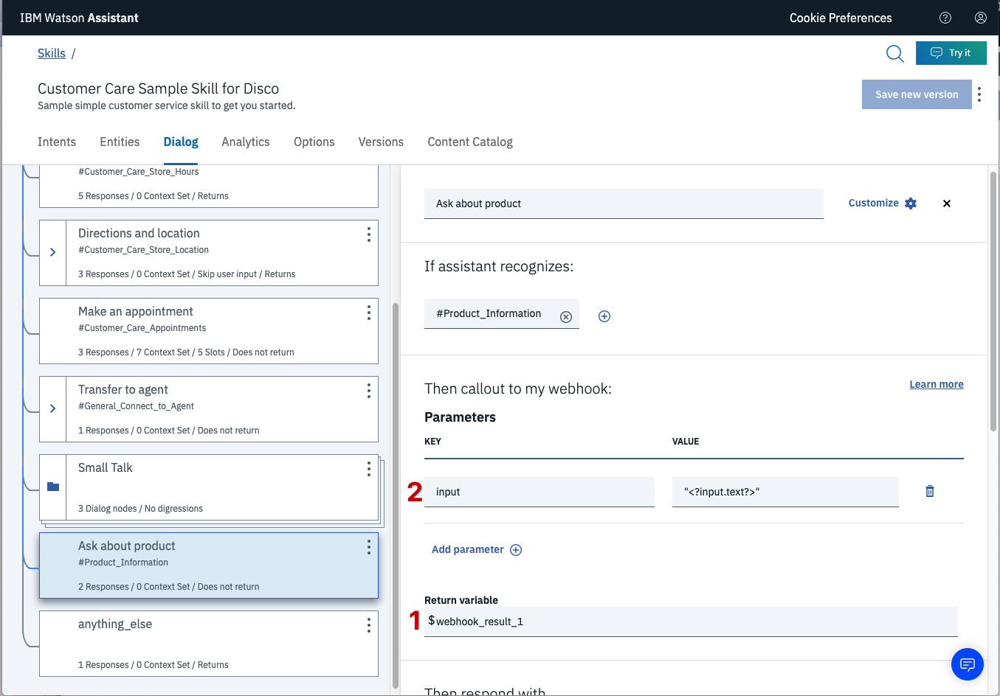 IBM Watson Assistant
Cookie Preferences
Skills /
Try it
Customer Care Sample Skill for Disco
Sample simple customer service skill to get you started.
Save new version
Intents
Entities
Dialog
Analytics
Options
Versions
Content Catalog
#Customer_Care_Store_Hours
5 Responses / 0 Context Set / Returns
Directions and location
#Customer_Care_Store_Location
3 Responses / 0 Context Set / Skip user input / Returns
Make an appointment
#Customer_Care_Appointments
3 Responses / 7 Context Set / 5 Slots / Does not return
Transfer to agent
#General_Connect_to_Agent
1 Responses / 0 Context Set / Does not return
Small Talk
3 Dialog nodes / No digressions
Ask about product
#Product_Information
2 Responses / 0 Context Set / Does not return
anything_else
1 Responses / 0 Context Set / Returns
Ask about product
Customize
If assistant recognizes:
#Product_Information
Then callout to my webhook:
Learn more
Parameters
KEY
VALUE
2
input
"<?input.text?>"
Add parameter
Return variable
1
$webhook_result_1
Then respond with